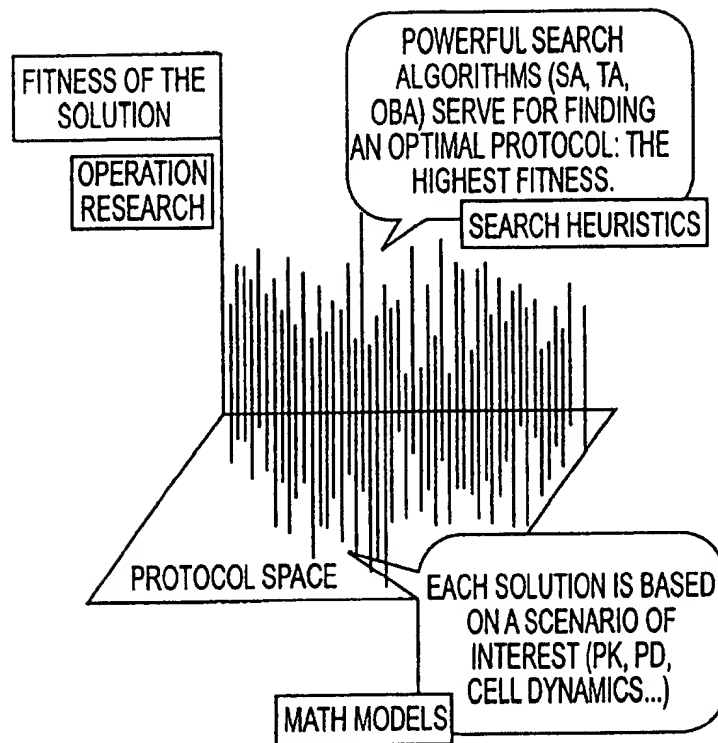 FITNESS OF THE
SOLUTION
OPERATION
RESEARCH
POWERFUL SEARCH
ALGORITHMS (SA, TA,
OBA) SERVE FOR FINDING
AN OPTIMAL PROTOCOL: THE
HIGHEST FITNESS.
SEARCH HEURISTICS
PROTOCOL SPACE
EACH SOLUTION IS BASED
ON A SCENARIO OF
INTEREST (PK, PD,
CELL DYNAMICS...)
MATH MODELS